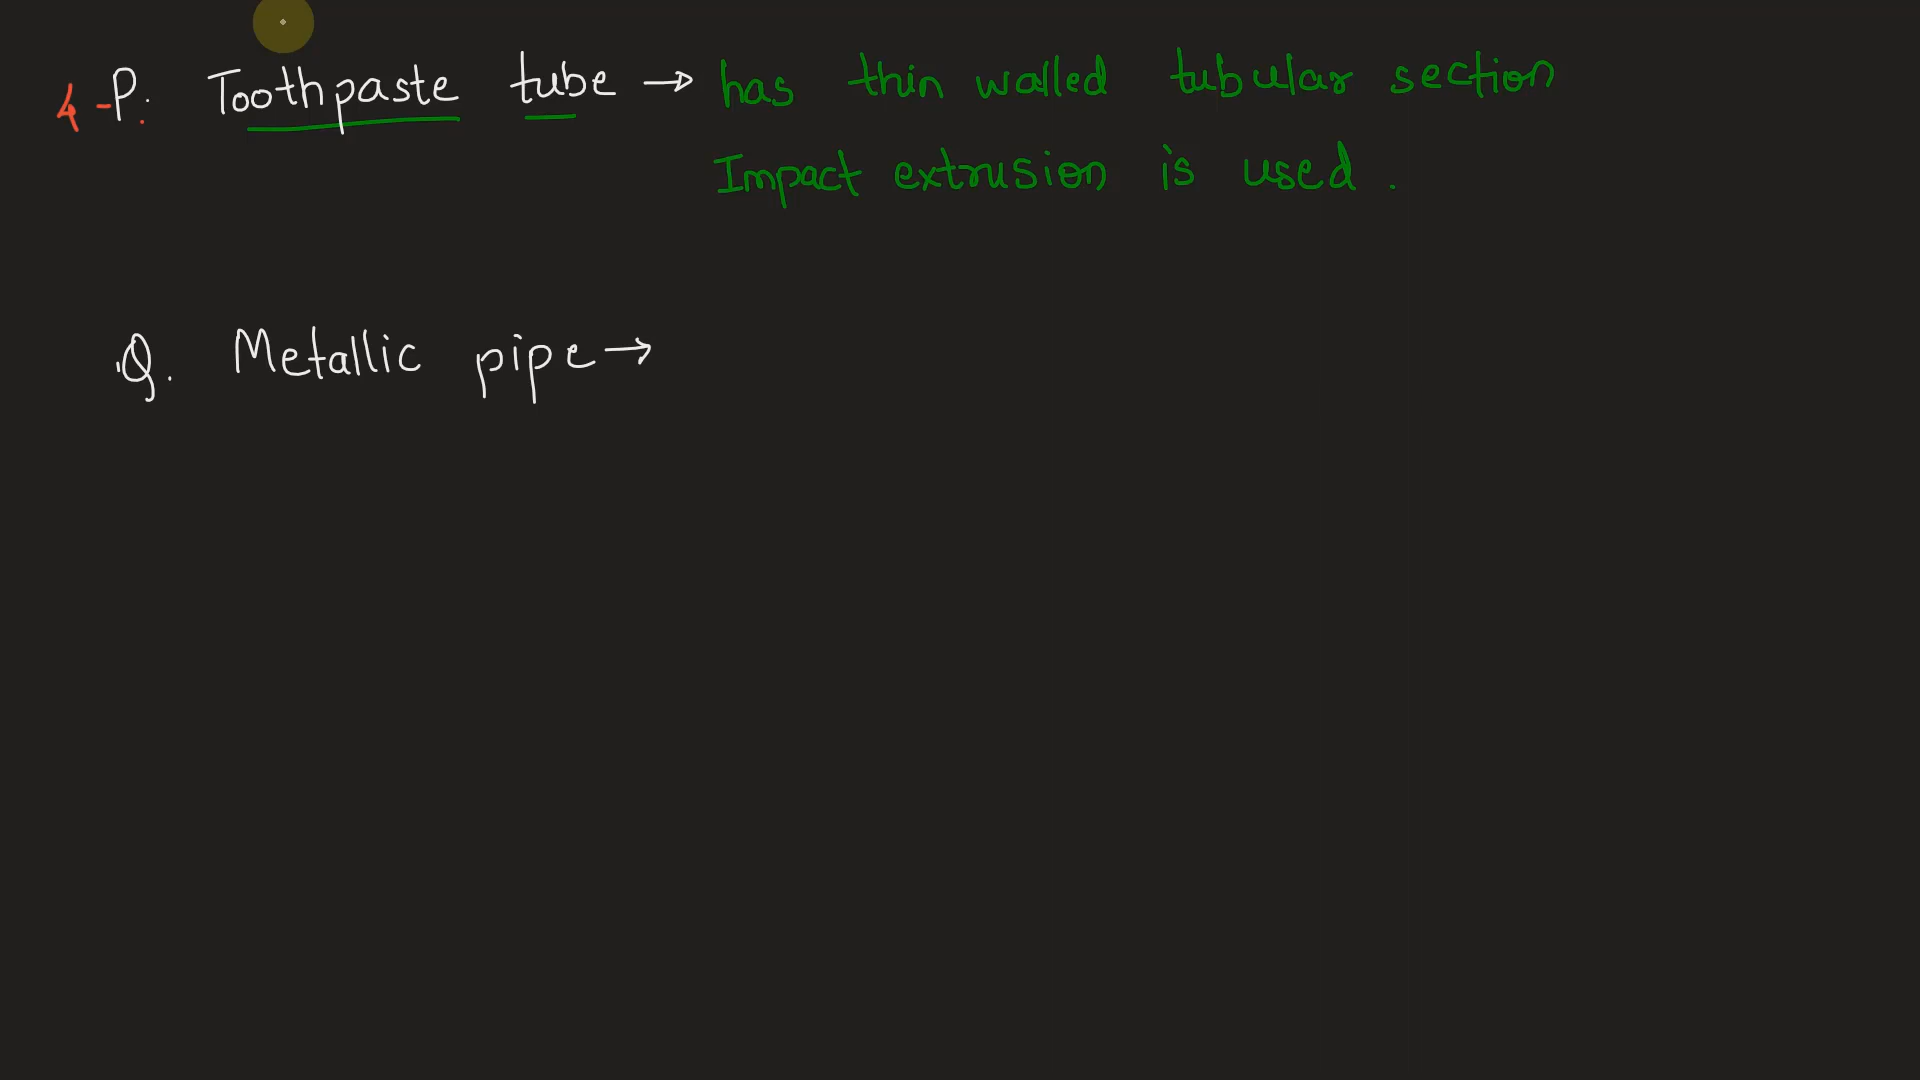 4-P. Toothpaste tube → has thin walled tubular section
Impact extrusion is used.
Q. Metallic pipe →